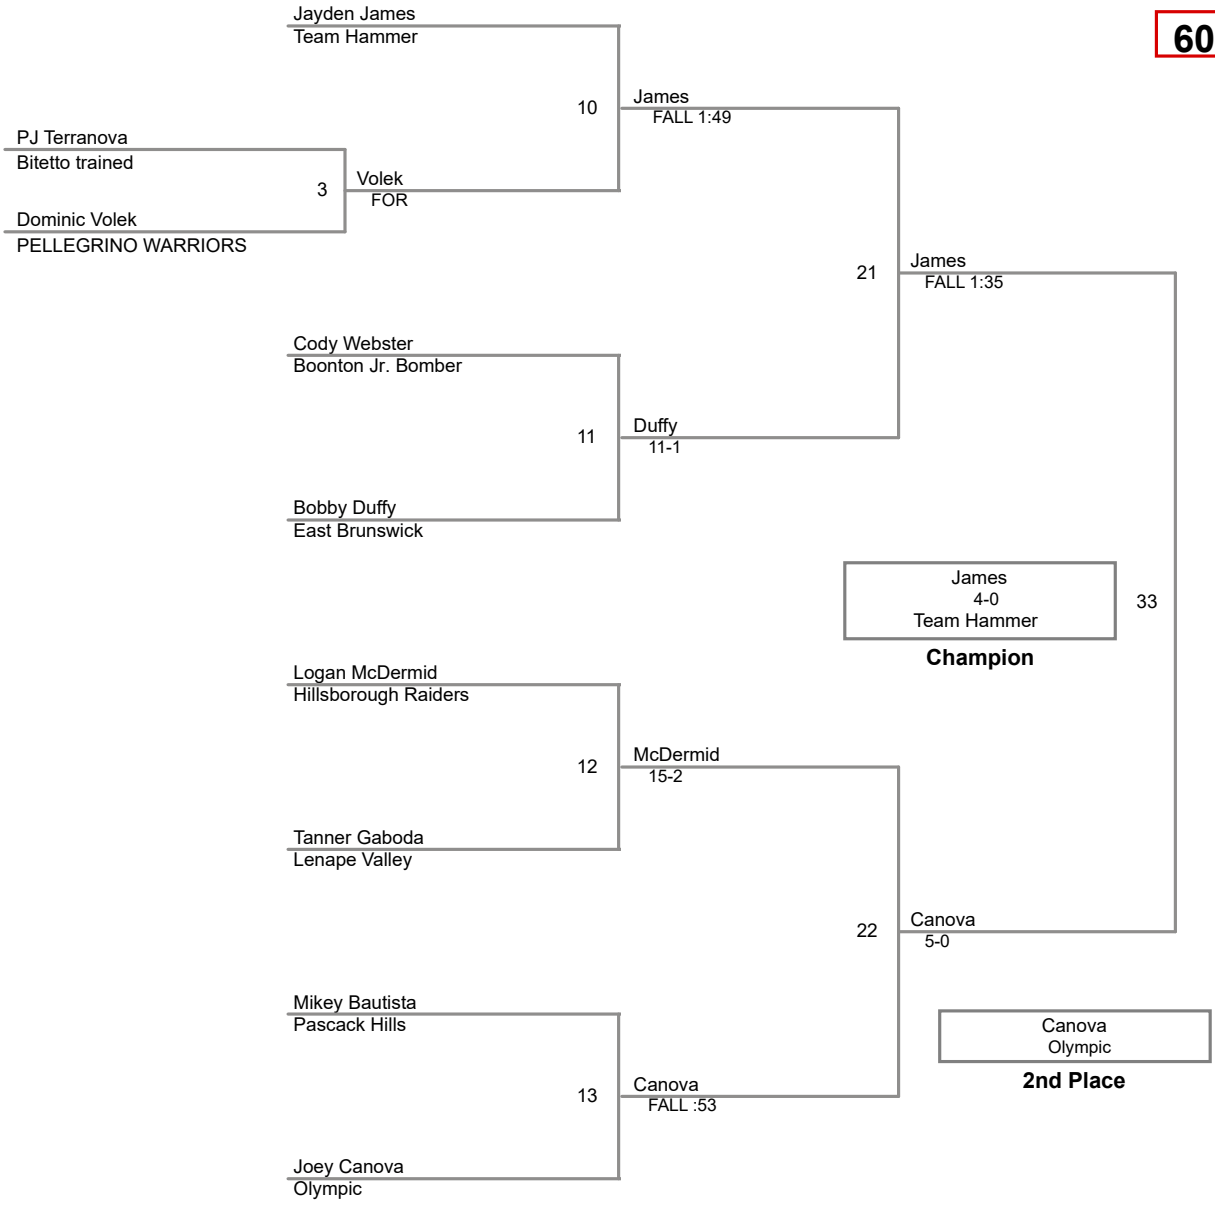 Jayden James
Team Hammer
60
10
James
FALL 1:49
PJ Terranova
Bitetto trained
3
Volek
FOR
Dominic Volek
PELLEGRINO WARRIORS
21
James
FALL 1:35
Cody Webster
Boonton Jr. Bomber
11
Duffy
11-1
Bobby Duffy
East Brunswick
James
4-0
Team Hammer
33
Champion
Logan McDermid
Hillsborough Raiders
12
McDermid
15-2
Tanner Gaboda
Lenape Valley
22
Canova
5-0
Mikey Bautista
Pascack Hills
Canova
Olympic
2nd Place
13
Canova
FALL :53
Joey Canova
Olympic